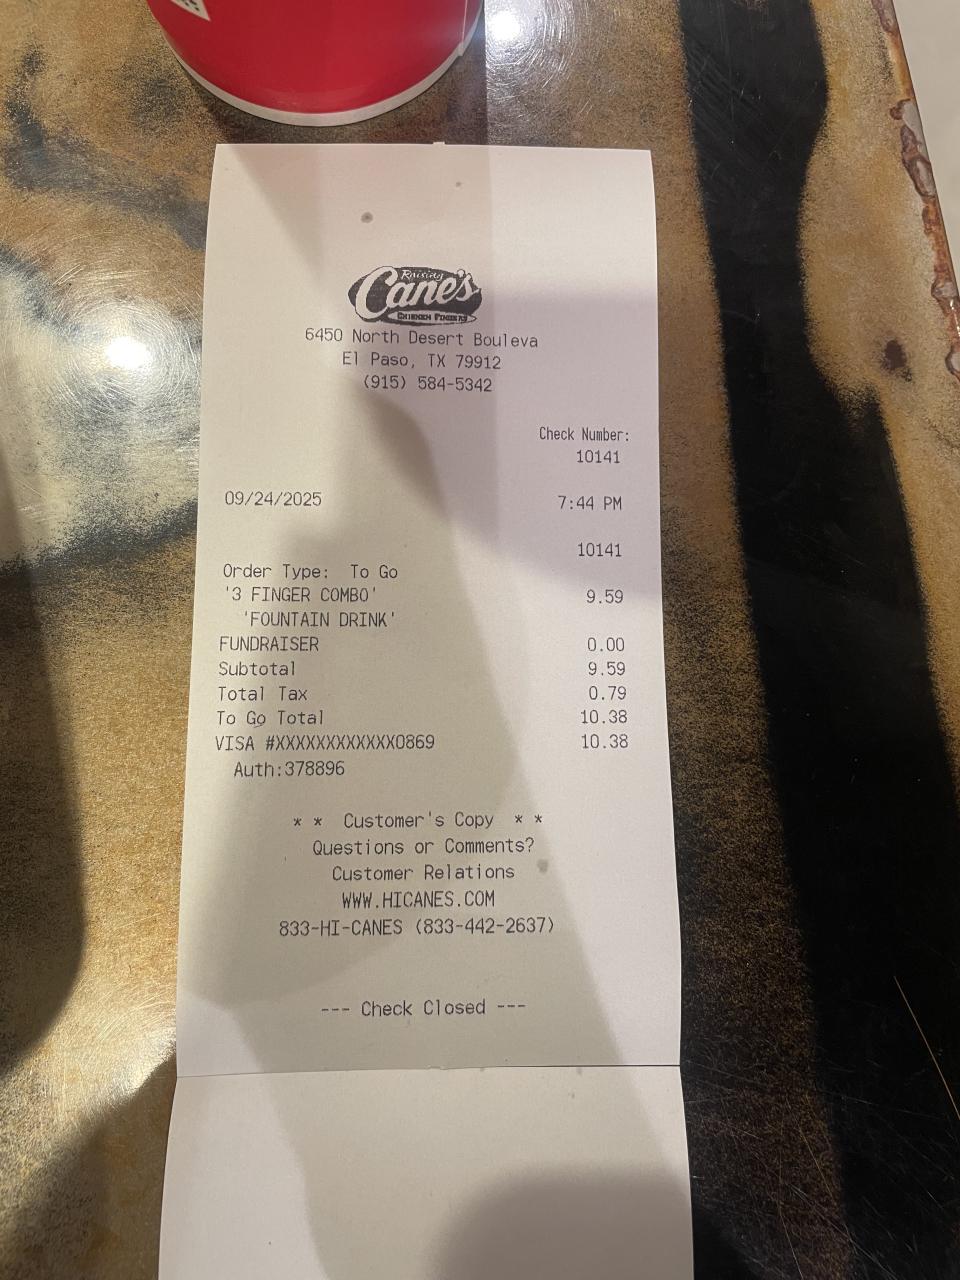 Raising
Cane's
CHICKEN FINGERS
6450 North Desert Bouleva
El Paso, TX 79912
(915) 584-5342
Check Number:
10141
09/24/2025 7:44 PM
10141
Order Type: To Go
'3 FINGER COMBO' 9.59
'FOUNTAIN DRINK'
FUNDRAISER 0.00
Subtotal 9.59
Total Tax 0.79
To Go Total 10.38
VISA #XXXXXXXXXXXX0869 10.38
Auth:378896
* * Customer's Copy * *
Questions or Comments?
Customer Relations
WWW.HICANES.COM
833-HI-CANES (833-442-2637)
--- Check Closed ---